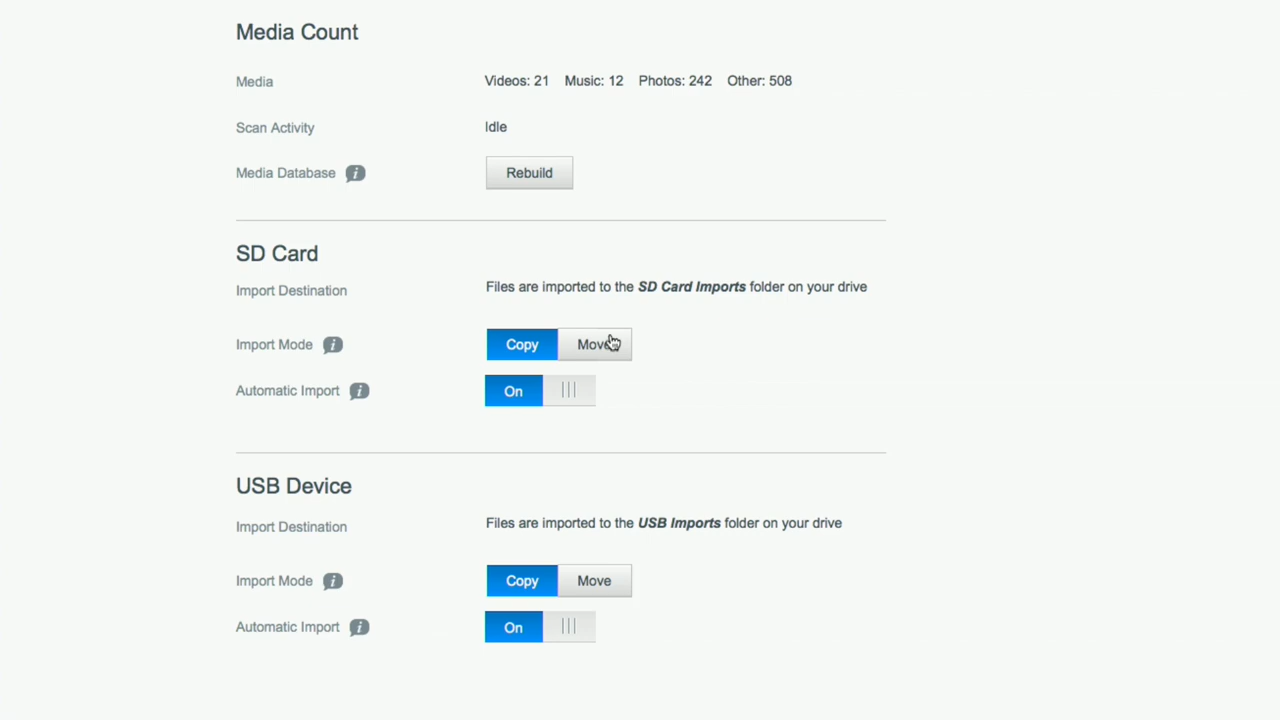 Media Count
Media Videos: 21 Music: 12 Photos: 242 Other: 508
Scan Activity Idle
Media Database i Rebuild
SD Card
Import Destination Files are imported to the SD Card Imports folder on your drive
Import Mode i Copy Move
Automatic Import i On
USB Device
Import Destination Files are imported to the USB Imports folder on your drive
Import Mode i Copy Move
Automatic Import i On